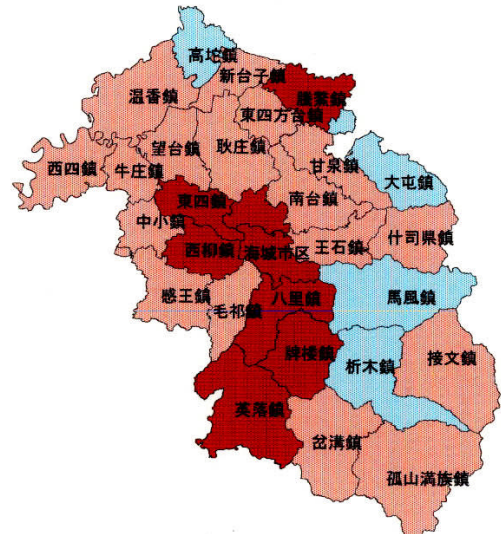 高坨鎮
新台子鎮
温香鎮
騰鰲鎮
東四方台鎮
望台鎮
耿庄鎮
甘泉鎮
西四鎮
牛庄鎮
大屯鎮
東四鎮
南台鎮
中小鎮
什司県鎮
西柳鎮
海城市区
王石鎮
感王鎮
毛祁鎮
八里鎮
馬風鎮
牌楼鎮
析木鎮
接文鎮
英落鎮
岔溝鎮
孤山満族鎮